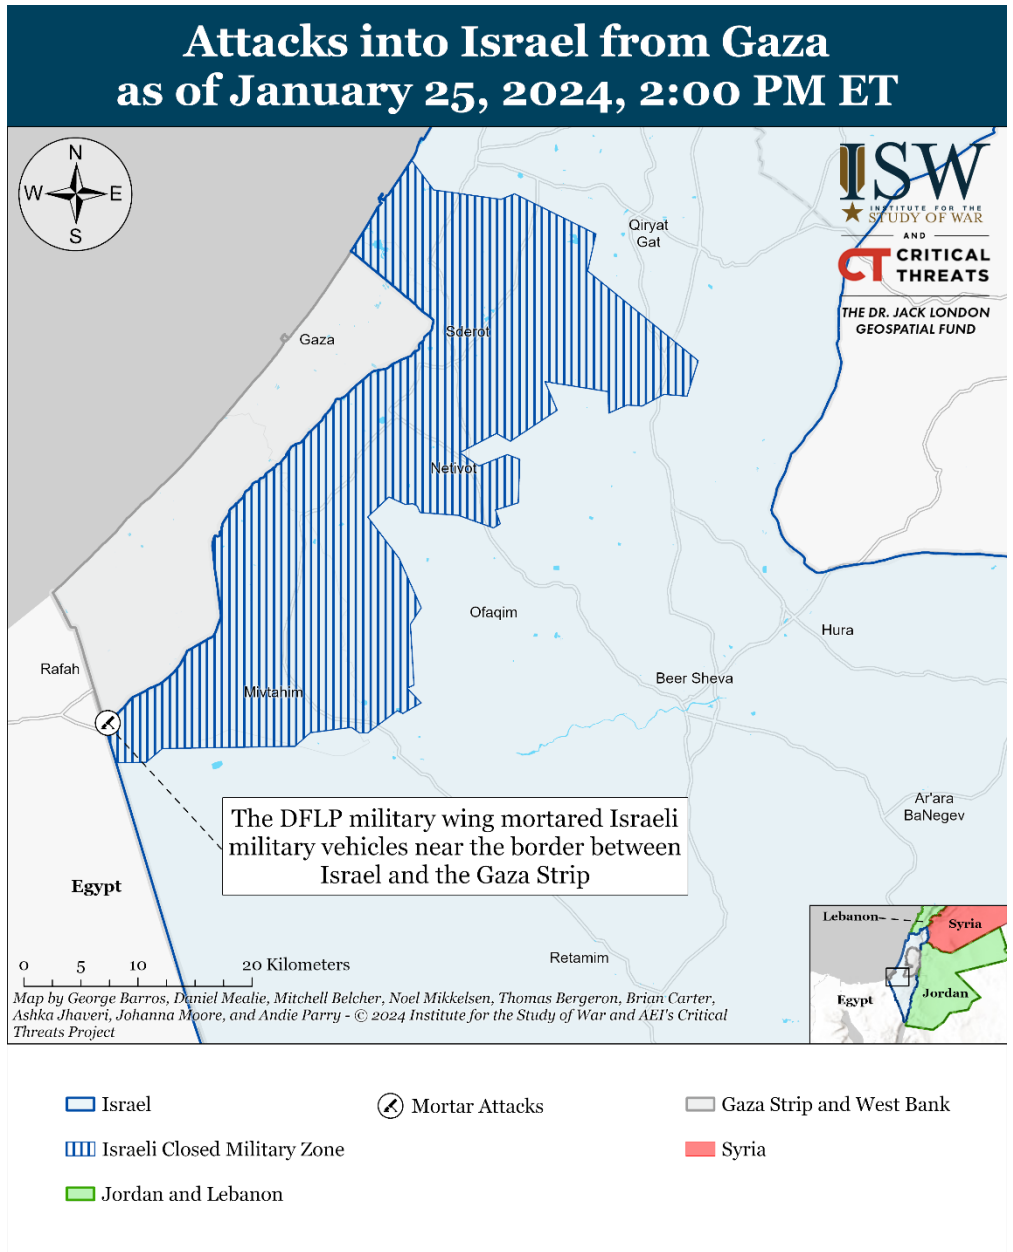 Attacks into Israel from Gaza
as of January 25, 2024, 2:00 PM ET
N
W
E
S
ISW
INSTITUTE FOR THE
STUDY OF WAR
AND
CT CRITICAL
THREATS
THE DR. JACK LONDON
GEOSPATIAL FUND
Qiryat
Gat
Gaza
Sderot
Netivot
Ofaqim
Hura
Rafah
Beer Sheva
Mivtahim
Ar'ara
BaNegev
The DFLP military wing mortared Israeli
military vehicles near the border between
Israel and the Gaza Strip
Egypt
Retamim
0 5 10 20 Kilometers
Map by George Barros, Daniel Mealie, Mitchell Belcher, Noel Mikkelsen, Thomas Bergeron, Brian Carter,
Ashka Jhaveri, Johanna Moore, and Andie Parry - © 2024 Institute for the Study of War and AEI's Critical
Threats Project
Lebanon
Syria
Egypt
Jordan
Israel
Mortar Attacks
Gaza Strip and West Bank
Israeli Closed Military Zone
Syria
Jordan and Lebanon